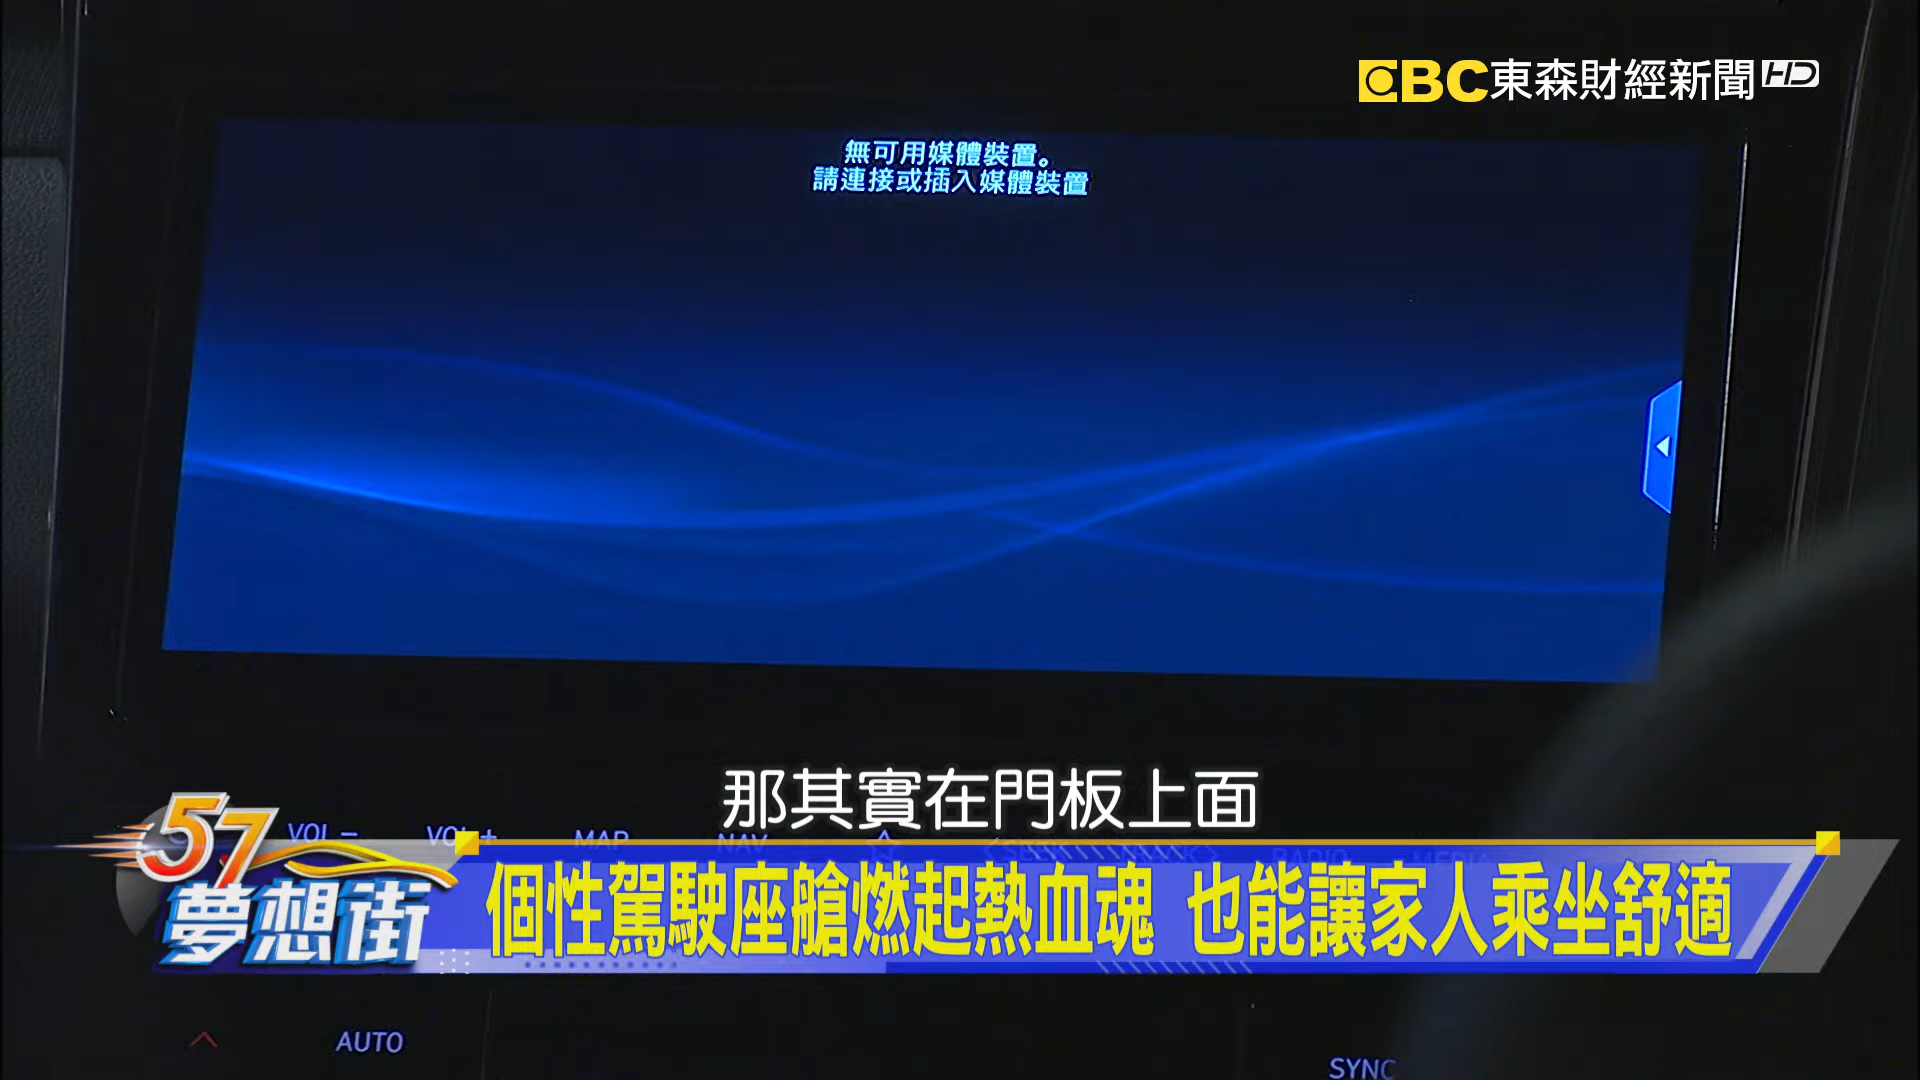 EBC東森財經新聞HD
無可用媒體裝置。
請連接或插入媒體裝置
那其實在門板上面
VOL − VOL + MAP NAV
57夢想街
個性駕駛座艙燃起熱血魂 也能讓家人乘坐舒適
AUTO
SYNC